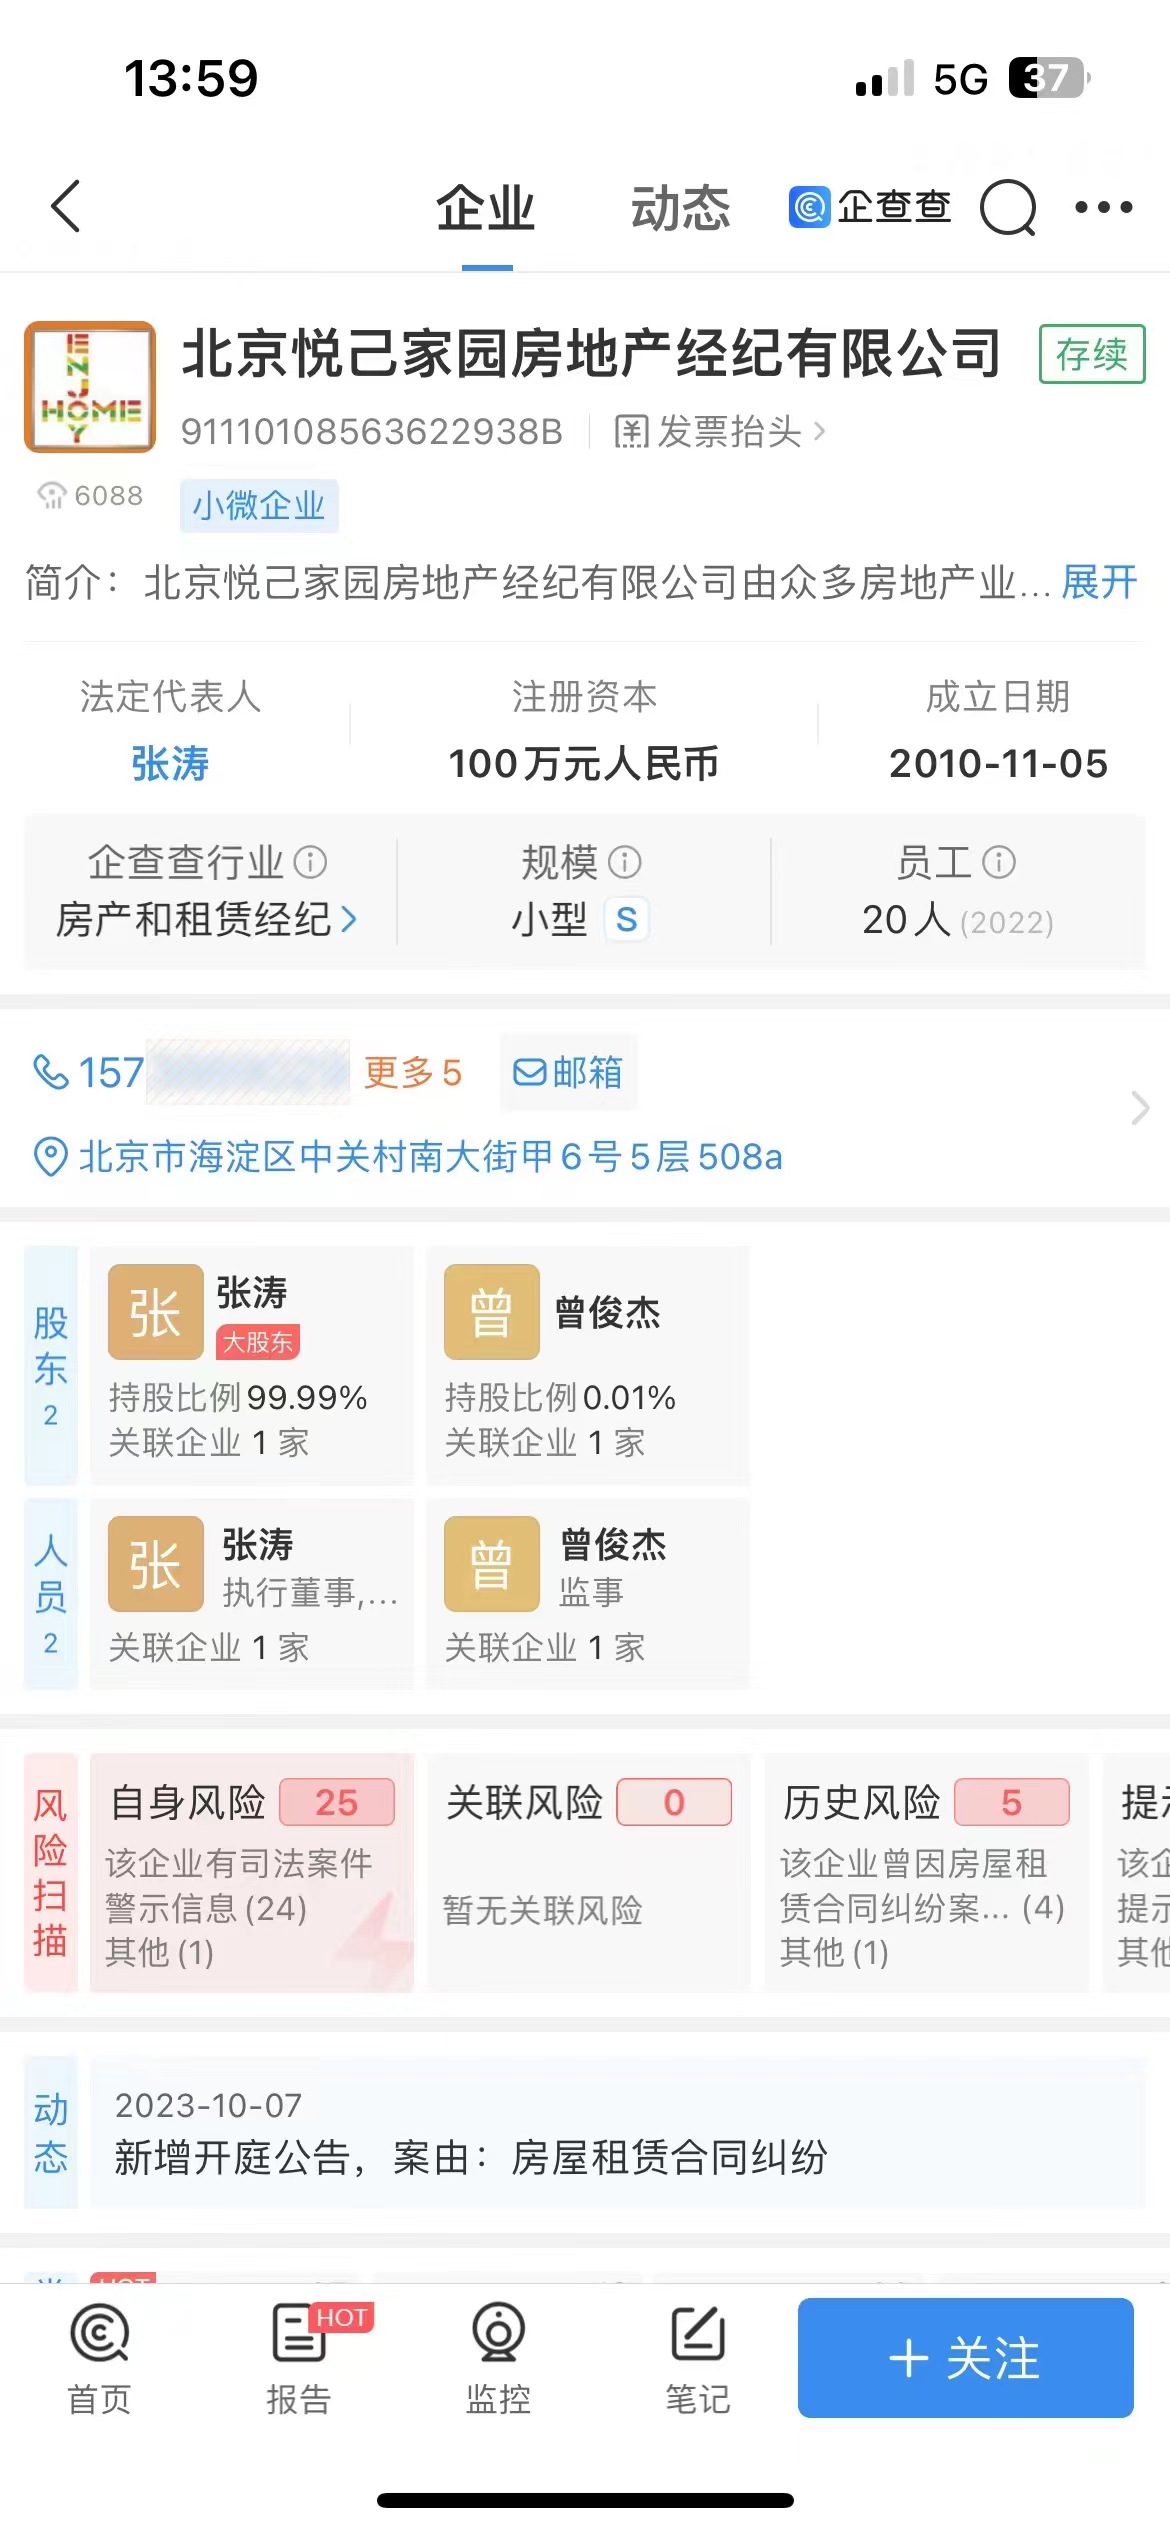 13:59
5G 37
企业 动态 企查查
ENJOY
HOME
北京悦己家园房地产经纪有限公司 存续
91110108563622938B 发票抬头
6088
小微企业
简介：北京悦己家园房地产经纪有限公司由众多房地产业... 展开
法定代表人 注册资本 成立日期
张涛 100万元人民币 2010-11-05
企查查行业 规模 员工
房产和租赁经纪 小型 S 20人(2022)
157 更多5 邮箱
北京市海淀区中关村南大街甲6号5层508a
股东 2
张 张涛 大股东
持股比例99.99%
关联企业 1 家
曾 曾俊杰
持股比例0.01%
关联企业 1 家
人员 2
张 张涛
执行董事,...
关联企业 1 家
曾 曾俊杰
监事
关联企业 1 家
风险扫描
自身风险 25
该企业有司法案件
警示信息(24)
其他(1)
关联风险 0
暂无关联风险
历史风险 5
该企业曾因房屋租
赁合同纠纷案... (4)
其他(1)
提
该企
提示
其他
动态
2023-10-07
新增开庭公告，案由：房屋租赁合同纠纷
HOT
首页
报告 HOT
监控
笔记
+ 关注